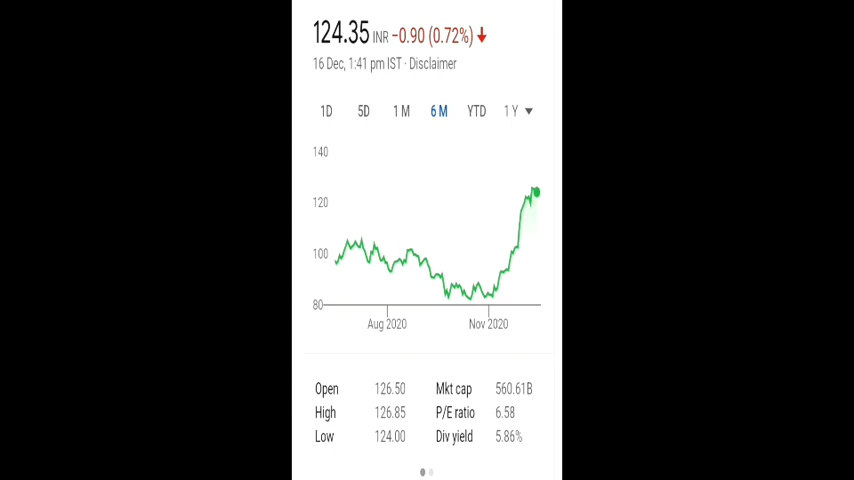 124.35 INR −0.90 (0.72%) ↓
16 Dec, 1:41 pm IST · Disclaimer
1D 5D 1 M 6 M YTD 1 Y
140
120
100
80
Aug 2020 Nov 2020
Open 126.50 Mkt cap 560.61B
High 126.85 P/E ratio 6.58
Low 124.00 Div yield 5.86%